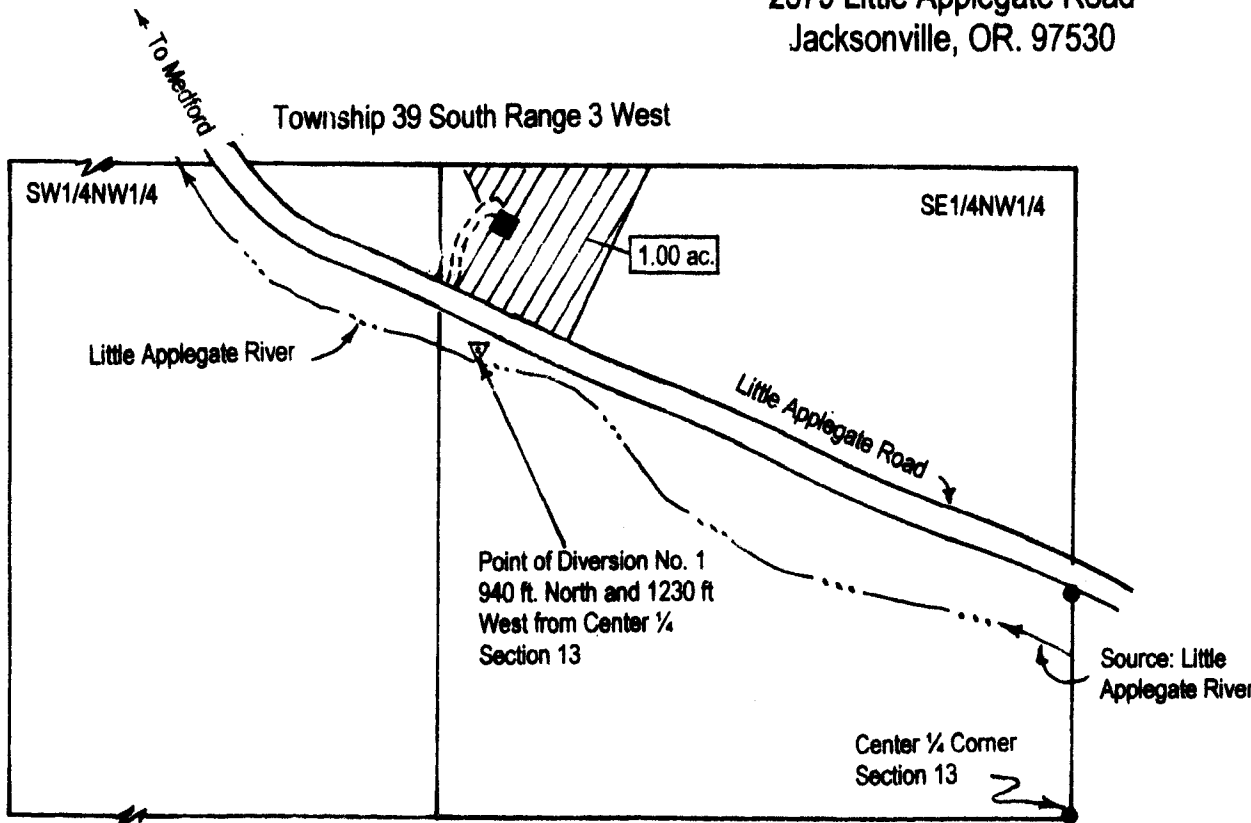 Jacksonville, OR. 97530
To Medford
Township 39 South Range 3 West
SW1/4NW1/4
SE1/4NW1/4
1.00 ac.
Little Applegate River
Little Applegate Road
Point of Diversion No. 1
940 ft. North and 1230 ft
West from Center ¼
Section 13
Source: Little
Applegate River
Center ¼ Corner
Section 13